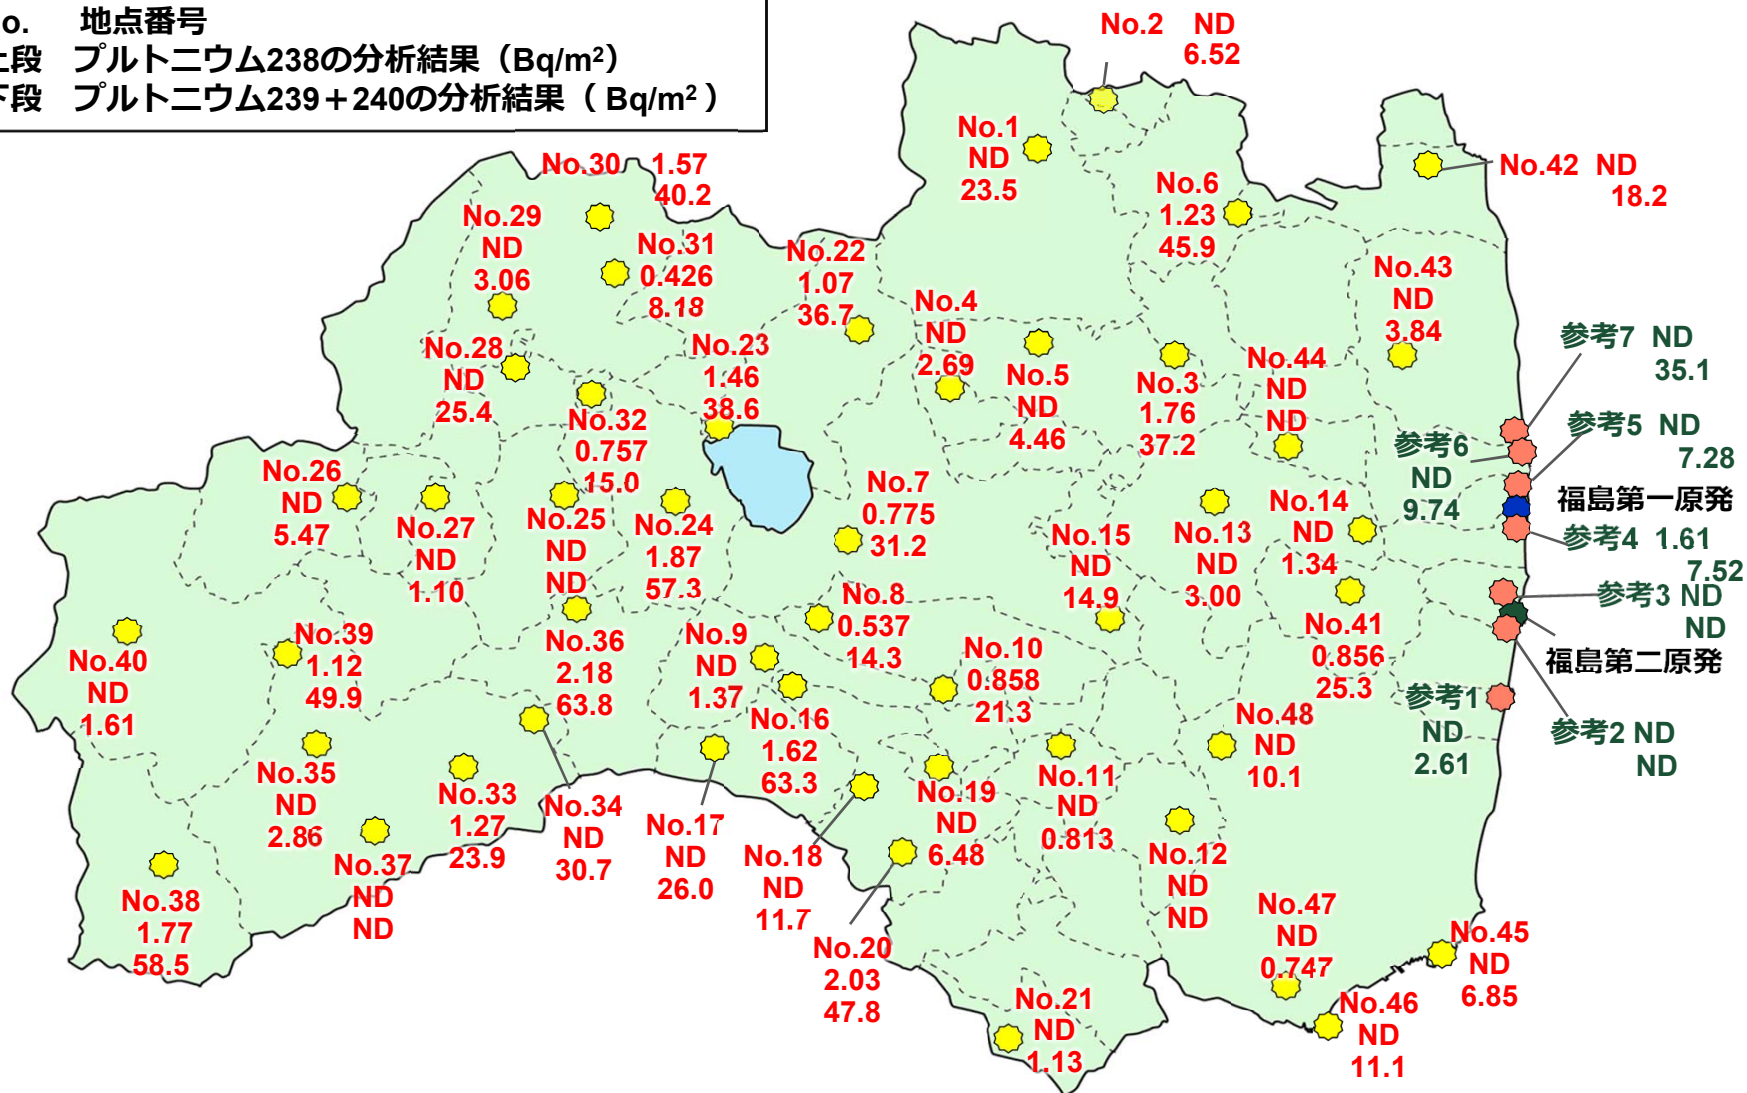 o. 地点番号
段 プルトニウム238の分析結果（Bq/m²）
段 プルトニウム239＋240の分析結果（ Bq/m² ）
No.2 ND
6.52
No.1
ND
23.5
No.6
1.23
45.9
No.42 ND
18.2
No.30 1.57
40.2
No.29
ND
3.06
No.31
0.426
8.18
No.22
1.07
36.7
No.4
ND
2.69
No.43
ND
3.84
No.28
ND
25.4
No.23
1.46
38.6
No.5
ND
4.46
No.3
1.76
37.2
No.44
ND
ND
参考7 ND
35.1
参考5 ND
7.28
参考6
ND
9.74
福島第一原発
参考4 1.61
7.52
参考3 ND
ND
福島第二原発
参考2 ND
ND
参考1
ND
2.61
No.32
0.757
15.0
No.26
ND
5.47
No.27
ND
1.10
No.25
ND
ND
No.24
1.87
57.3
No.7
0.775
31.2
No.15
ND
14.9
No.13
ND
3.00
No.14
ND
1.34
No.8
0.537
14.3
No.41
0.856
25.3
No.40
ND
1.61
No.39
1.12
49.9
No.36
2.18
63.8
No.9
ND
1.37
No.10
0.858
21.3
No.16
1.62
63.3
No.48
ND
10.1
No.35
ND
2.86
No.33
1.27
23.9
No.34
ND
30.7
No.17
ND
26.0
No.18
ND
11.7
No.19
ND
6.48
No.11
ND
0.813
No.12
ND
ND
No.37
ND
ND
No.38
1.77
58.5
No.20
2.03
47.8
No.47
ND
0.747
No.45
ND
6.85
No.21
ND
1.13
No.46
ND
11.1